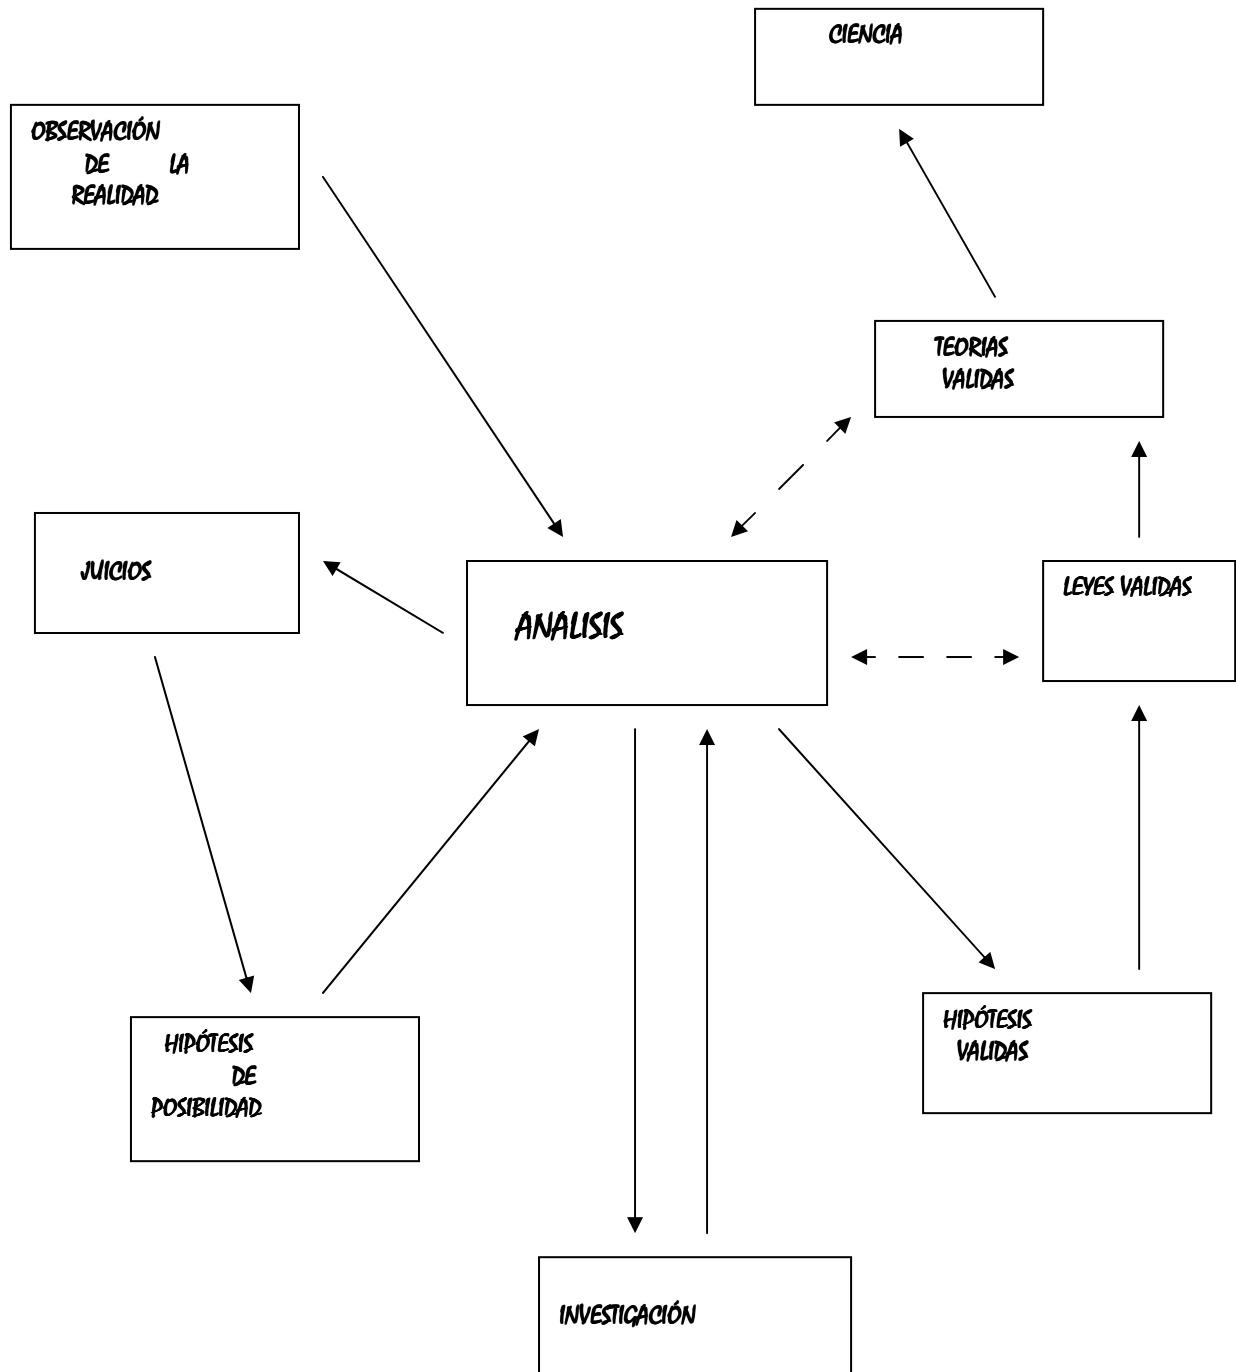 CIENCIA
OBSERVACIÓN
DE LA
REALIDAD
TEORIAS
VALIDAS
JUICIOS
ANALISIS
LEYES VALIDAS
HIPÓTESIS
DE
POSIBILIDAD
HIPÓTESIS
VALIDAS
INVESTIGACIÓN